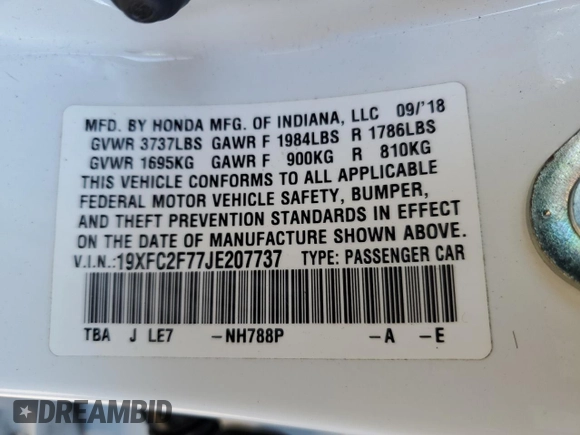 MFD. BY HONDA MFG. OF INDIANA, LLC 09/'18
GVWR 3737LBS GAWR F 1984LBS R 1786LBS
GVWR 1695KG GAWR F 900KG R 810KG
THIS VEHICLE CONFORMS TO ALL APPLICABLE
FEDERAL MOTOR VEHICLE SAFETY, BUMPER,
AND THEFT PREVENTION STANDARDS IN EFFECT
ON THE DATE OF MANUFACTURE SHOWN ABOVE.
V.I.N.:19XFC2F77JE207737 TYPE: PASSENGER CAR
TBA J LE7 -NH788P -A -E
DREAMBID